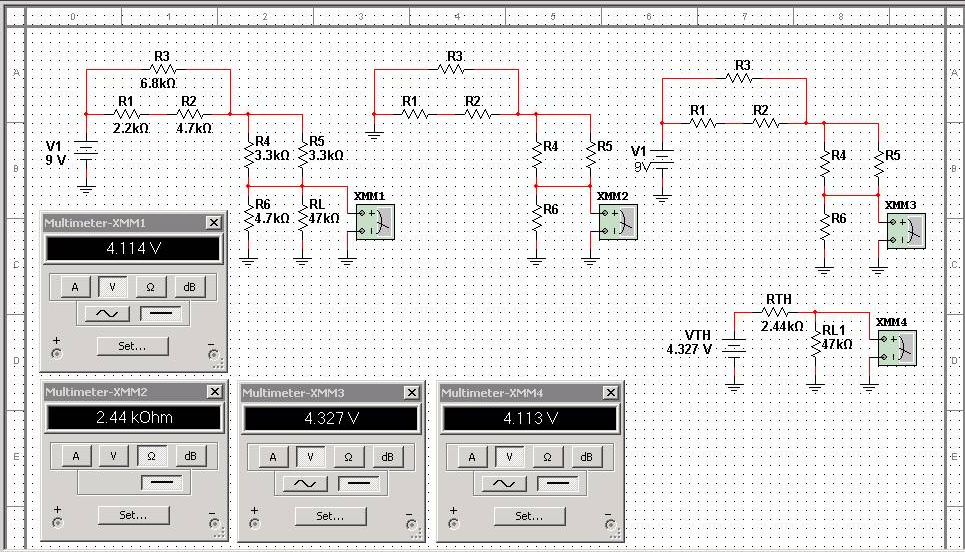 0 1 2 3 4 5 6 7 8
A A
B B
C C
D D
E E
R3
6.8kΩ
R1 R2
2.2kΩ 4.7kΩ
V1
9 V
R4 R5
3.3kΩ 3.3kΩ
R6 RL
4.7kΩ 47kΩ
XMM1
R3
R1 R2
R4 R5
R6
XMM2
R3
R1 R2
V1
9V
R4 R5
R6
XMM3
RTH
2.44kΩ
VTH
4.327 V
RL1
47kΩ
XMM4
Multimeter-XMM1
4.114 V
A V Ω dB
+ Set... -
Multimeter-XMM2
2.44 kOhm
A V Ω dB
+ Set... -
Multimeter-XMM3
4.327 V
A V Ω dB
+ Set... -
Multimeter-XMM4
4.113 V
A V Ω dB
+ Set... -